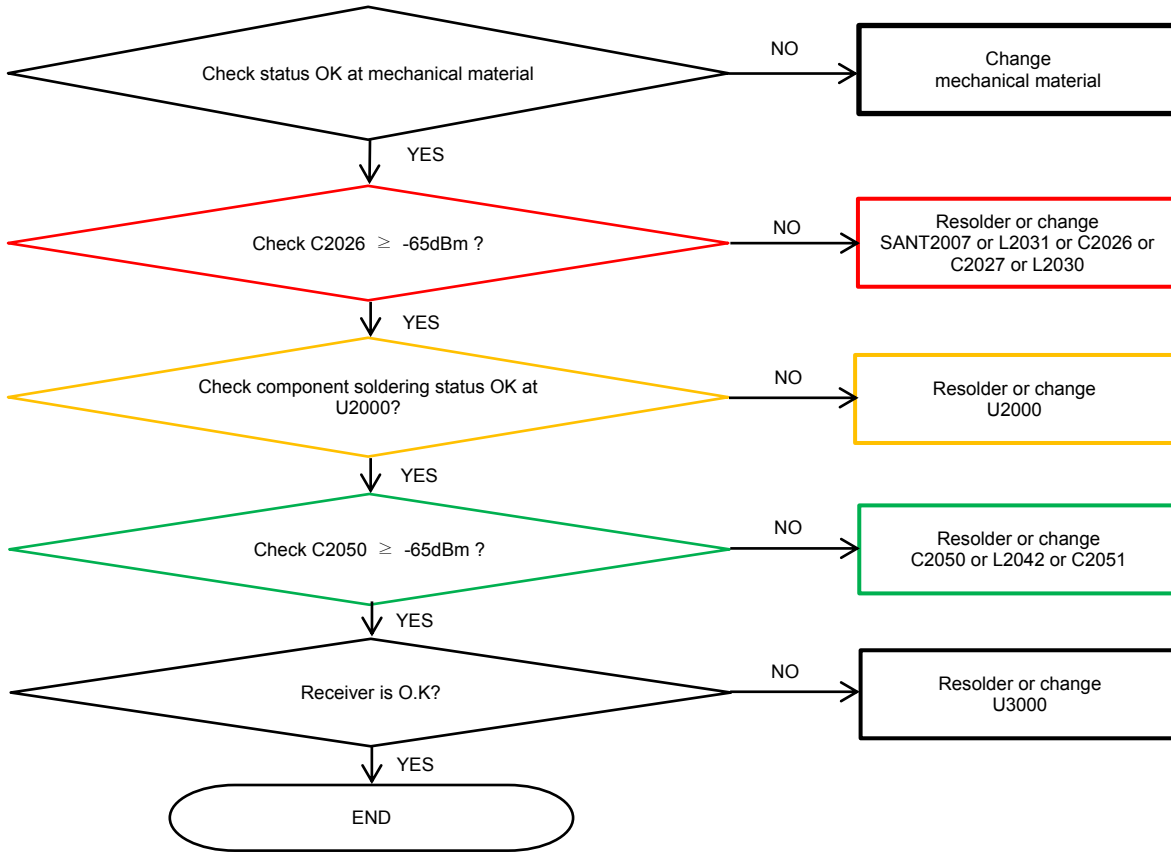 Check status OK at mechanical material
NO
Change
mechanical material
YES
Check C2026 ≥ -65dBm ?
NO
Resolder or change
SANT2007 or L2031 or C2026 or
C2027 or L2030
YES
Check component soldering status OK at
U2000?
NO
Resolder or change
U2000
YES
Check C2050 ≥ -65dBm ?
NO
Resolder or change
C2050 or L2042 or C2051
YES
Receiver is O.K?
NO
Resolder or change
U3000
YES
END